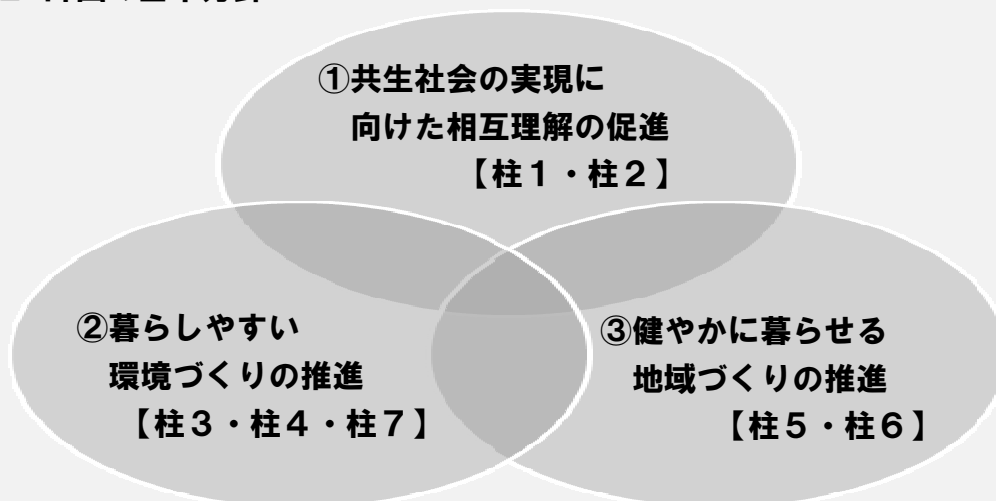 ①共生社会の実現に
向けた相互理解の促進
【柱１・柱２】
②暮らしやすい
環境づくりの推進
【柱３・柱４・柱７】
③健やかに暮らせる
地域づくりの推進
【柱５・柱６】